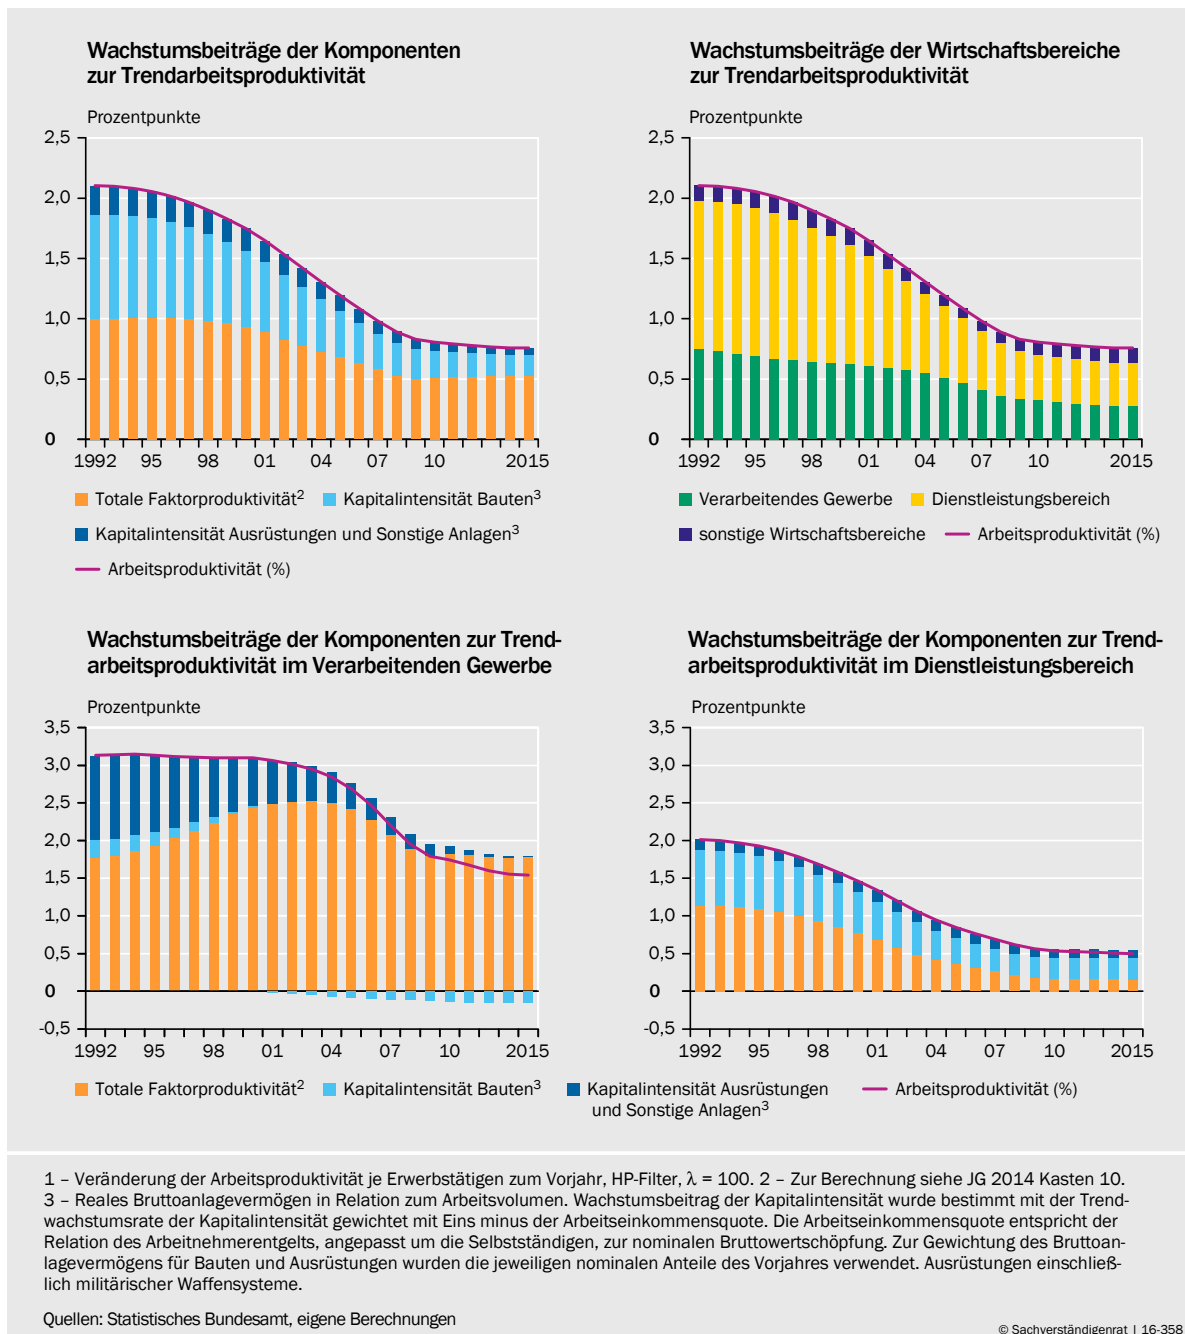 Wachstumsbeiträge der Komponenten
zur Trendarbeitsproduktivität
Prozentpunkte
2,5
2,0
1,5
1,0
0,5
0
1992 95 98 01 04 07 10 2015
Totale Faktorproduktivität² Kapitalintensität Bauten³
Kapitalintensität Ausrüstungen und Sonstige Anlagen³
Arbeitsproduktivität (%)
Wachstumsbeiträge der Wirtschaftsbereiche
zur Trendarbeitsproduktivität
Prozentpunkte
2,5
2,0
1,5
1,0
0,5
0
1992 95 98 01 04 07 10 2015
Verarbeitendes Gewerbe Dienstleistungsbereich
sonstige Wirtschaftsbereiche Arbeitsproduktivität (%)
Wachstumsbeiträge der Komponenten zur Trend-
arbeitsproduktivität im Verarbeitenden Gewerbe
Prozentpunkte
3,5
3,0
2,5
2,0
1,5
1,0
0,5
0
-0,5
1992 95 98 01 04 07 10 2015
Wachstumsbeiträge der Komponenten zur Trend-
arbeitsproduktivität im Dienstleistungsbereich
Prozentpunkte
3,5
3,0
2,5
2,0
1,5
1,0
0,5
0
-0,5
1992 95 98 01 04 07 10 2015
Totale Faktorproduktivität² Kapitalintensität Bauten³ Kapitalintensität Ausrüstungen Arbeitsproduktivität (%)
und Sonstige Anlagen³
1 – Veränderung der Arbeitsproduktivität je Erwerbstätigen zum Vorjahr, HP-Filter, λ = 100. 2 – Zur Berechnung siehe JG 2014 Kasten 10.
3 – Reales Bruttoanlagevermögen in Relation zum Arbeitsvolumen. Wachstumsbeitrag der Kapitalintensität wurde bestimmt mit der Trend-
wachstumsrate der Kapitalintensität gewichtet mit Eins minus der Arbeitseinkommensquote. Die Arbeitseinkommensquote entspricht der
Relation des Arbeitnehmerentgelts, angepasst um die Selbstständigen, zur nominalen Bruttowertschöpfung. Zur Gewichtung des Bruttoan-
lagevermögens für Bauten und Ausrüstungen wurden die jeweiligen nominalen Anteile des Vorjahres verwendet. Ausrüstungen einschließ-
lich militärischer Waffensysteme.
Quellen: Statistisches Bundesamt, eigene Berechnungen
© Sachverständigenrat | 16-358